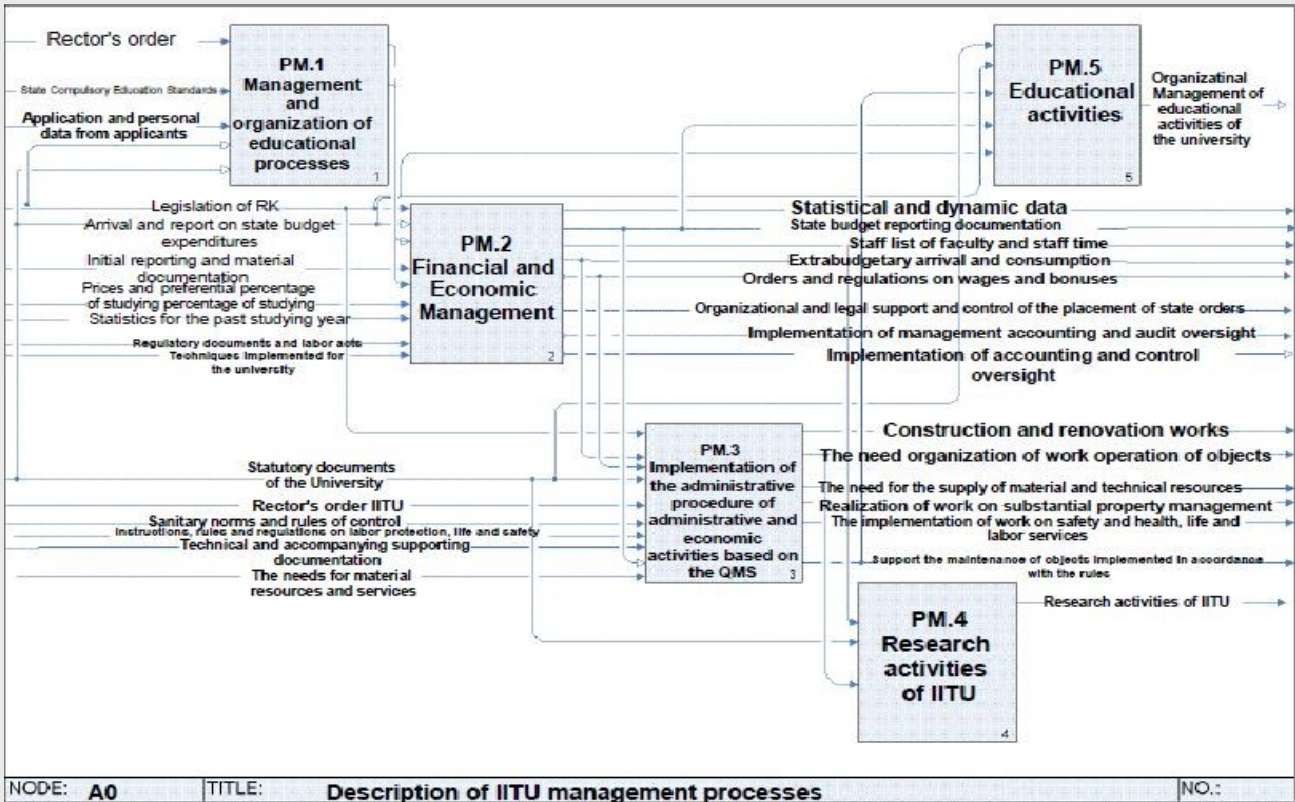 Rector's order
State Compulsory Education Standards
Application and personal
data from applicants
PM.1
Management
and
organization of
educational
processes
1
PM.5
Educational
activities
5
Organizatinal
Management of
educational
activities of
the university
Legislation of RK
Arrival and report on state budget
expenditures
Initial reporting and material
documentation
Prices and preferential percentage
of studying percentage of studying
Statistics for the past studying year
Regulatory documents and labor acts
Techniques implemented for
the university
PM.2
Financial and
Economic
Management
2
Statistical and dynamic data
State budget reporting documentation
Staff list of faculty and staff time
Extrabudgetary arrival and consumption
Orders and regulations on wages and bonuses
Organizational and legal support and control of the placement of state orders
Implementation of management accounting and audit oversight
Implementation of accounting and control
oversight
Statutory documents
of the University
Rector's order IITU
Sanitary norms and rules of control
Instructions, rules and regulations on labor protection, life and safety
Technical and accompanying supporting
documentation
The needs for material
resources and services
PM.3
Implementation of
the administrative
procedure of
administrative and
economic
activities based on
the QMS
3
Construction and renovation works
The need organization of work operation of objects
The need for the supply of material and technical resources
Realization of work on substantial property management
The implementation of work on safety and health, life and
labor services
Support the maintenance of objects implemented in accordance
with the rules
PM.4
Research
activities
of IITU
4
Research activities of IITU
NODE: A0
TITLE: Description of IITU management processes
NO.: